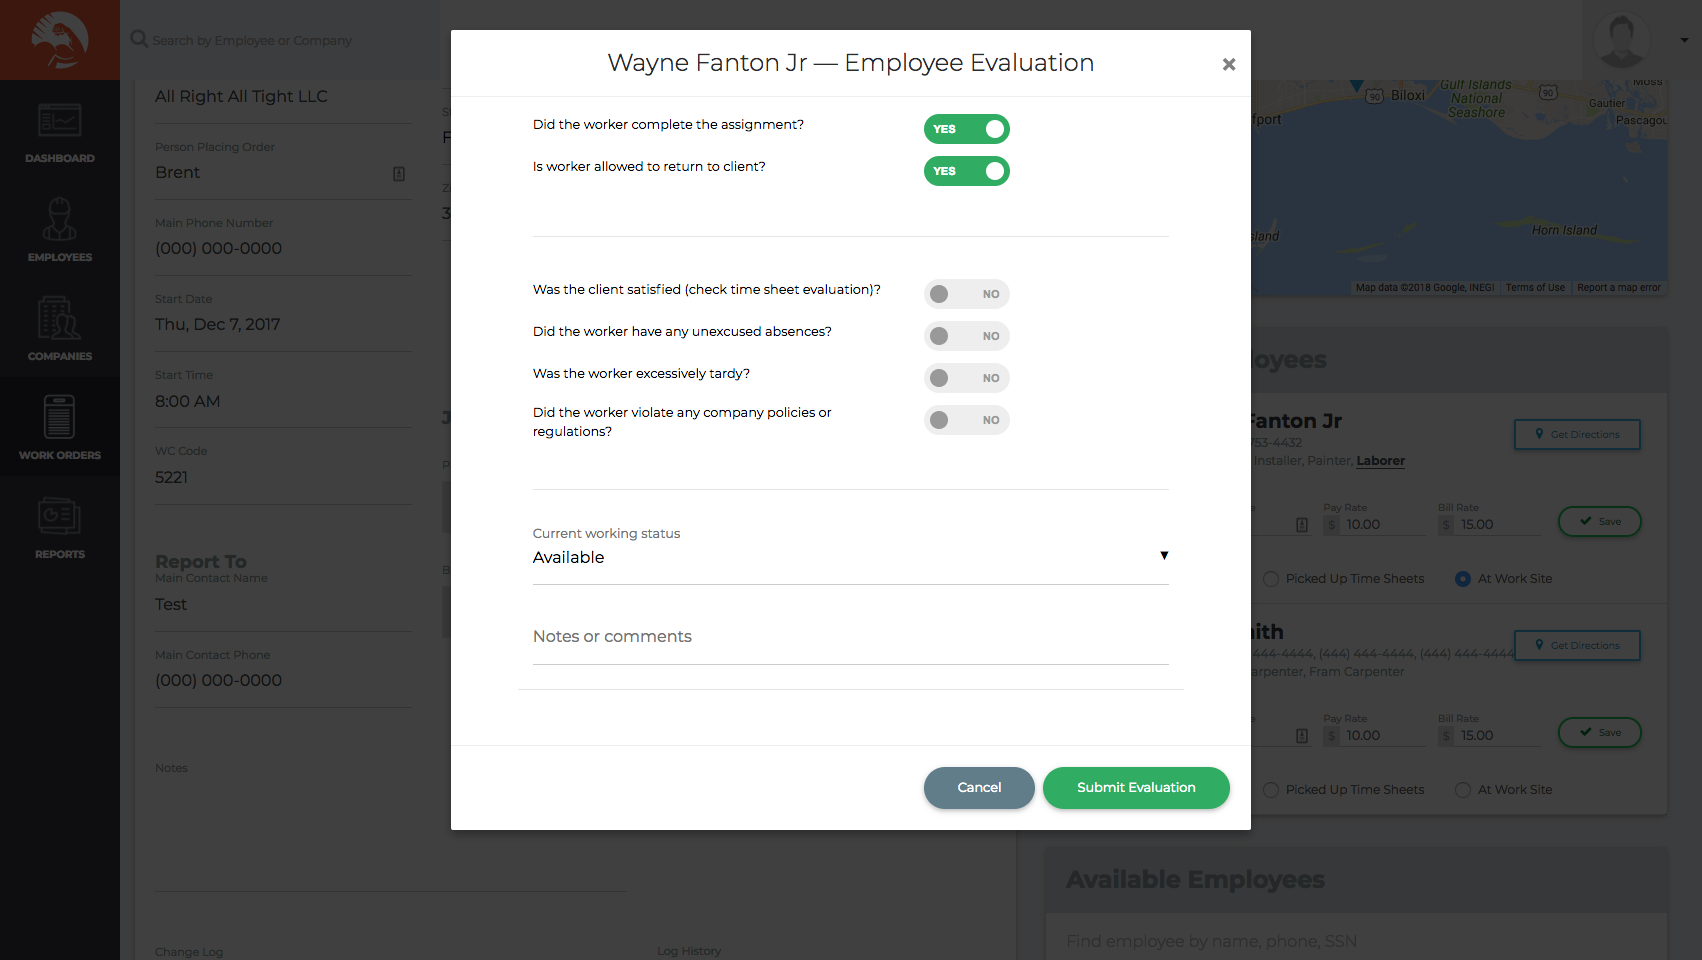 Search by Employee or Company
DASHBOARD
EMPLOYEES
COMPANIES
WORK ORDERS
REPORTS
All Right All Tight LLC
Person Placing Order
Brent
Main Phone Number
(000) 000-0000
Start Date
Thu, Dec 7, 2017
Start Time
8:00 AM
WC Code
5221
Report To
Main Contact Name
Test
Main Contact Phone
(000) 000-0000
Notes
Change Log
Log History
Wayne Fanton Jr — Employee Evaluation
×
Did the worker complete the assignment?
YES
Is worker allowed to return to client?
YES
Was the client satisfied (check time sheet evaluation)?
NO
Did the worker have any unexcused absences?
NO
Was the worker excessively tardy?
NO
Did the worker violate any company policies or
regulations?
NO
Current working status
Available
Notes or comments
Cancel
Submit Evaluation
Gulf Islands
National
Seashore
90
Biloxi
90
Moss
Gautier
Pascagou
fport
Horn Island
sland
Map data ©2018 Google, INEGI
Terms of Use
Report a map error
oyees
Fanton Jr
753-4432
Installer, Painter, Laborer
Get Directions
Pay Rate
$ 10.00
Bill Rate
$ 15.00
Save
Picked Up Time Sheets
At Work Site
ith
444-4444, (444) 444-4444, (444) 444-4444
arpenter, Fram Carpenter
Get Directions
Pay Rate
$ 10.00
Bill Rate
$ 15.00
Save
Picked Up Time Sheets
At Work Site
Available Employees
Find employee by name, phone, SSN